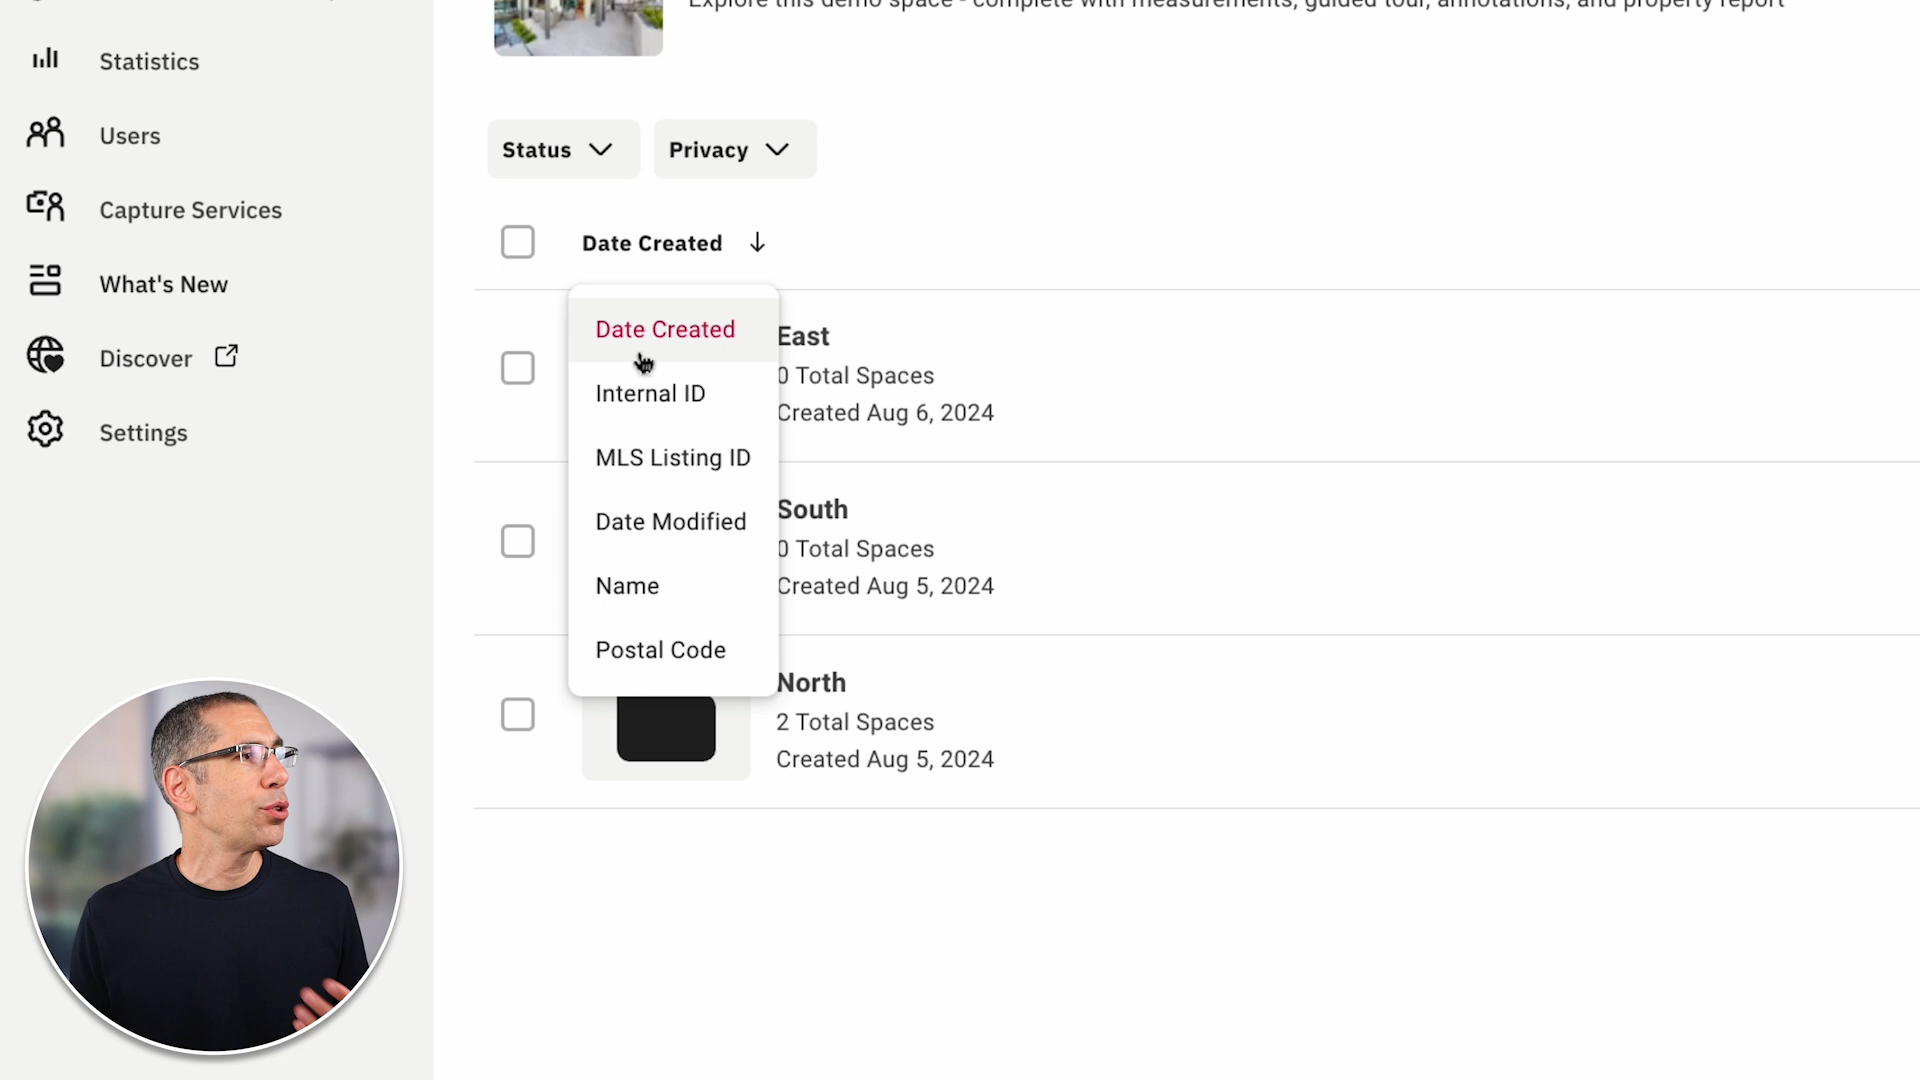 Explore this demo space - complete with measurements, guided tour, annotations, and property report
Statistics
Users
Capture Services
What's New
Discover
Settings
Status
Privacy
Date Created
Date Created
Internal ID
MLS Listing ID
Date Modified
Name
Postal Code
East
0 Total Spaces
Created Aug 6, 2024
South
0 Total Spaces
Created Aug 5, 2024
North
2 Total Spaces
Created Aug 5, 2024